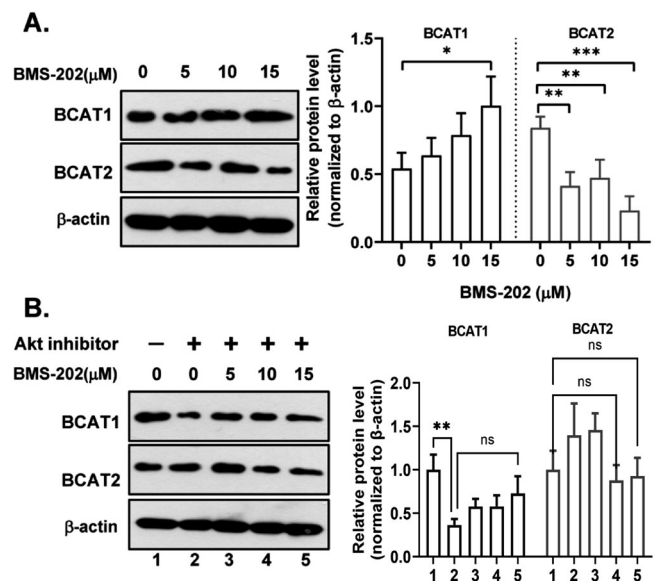 A.
BMS-202(μM) 0 5 10 15
BCAT1
BCAT2
β-actin
Relative protein level
(normalized to β-actin)
BCAT1 BCAT2
* ***
**
**
1.5
1.0
0.5
0.0
0 5 10 15 0 5 10 15
BMS-202 (μM)
B.
Akt inhibitor – + + + +
BMS-202(μM) 0 0 5 10 15
BCAT1
BCAT2
β-actin
1 2 3 4 5
Relative protein level
(normalized to β-actin)
BCAT1 BCAT2
ns
ns
** ns
2.0
1.5
1.0
0.5
0.0
1 2 3 4 5 1 2 3 4 5